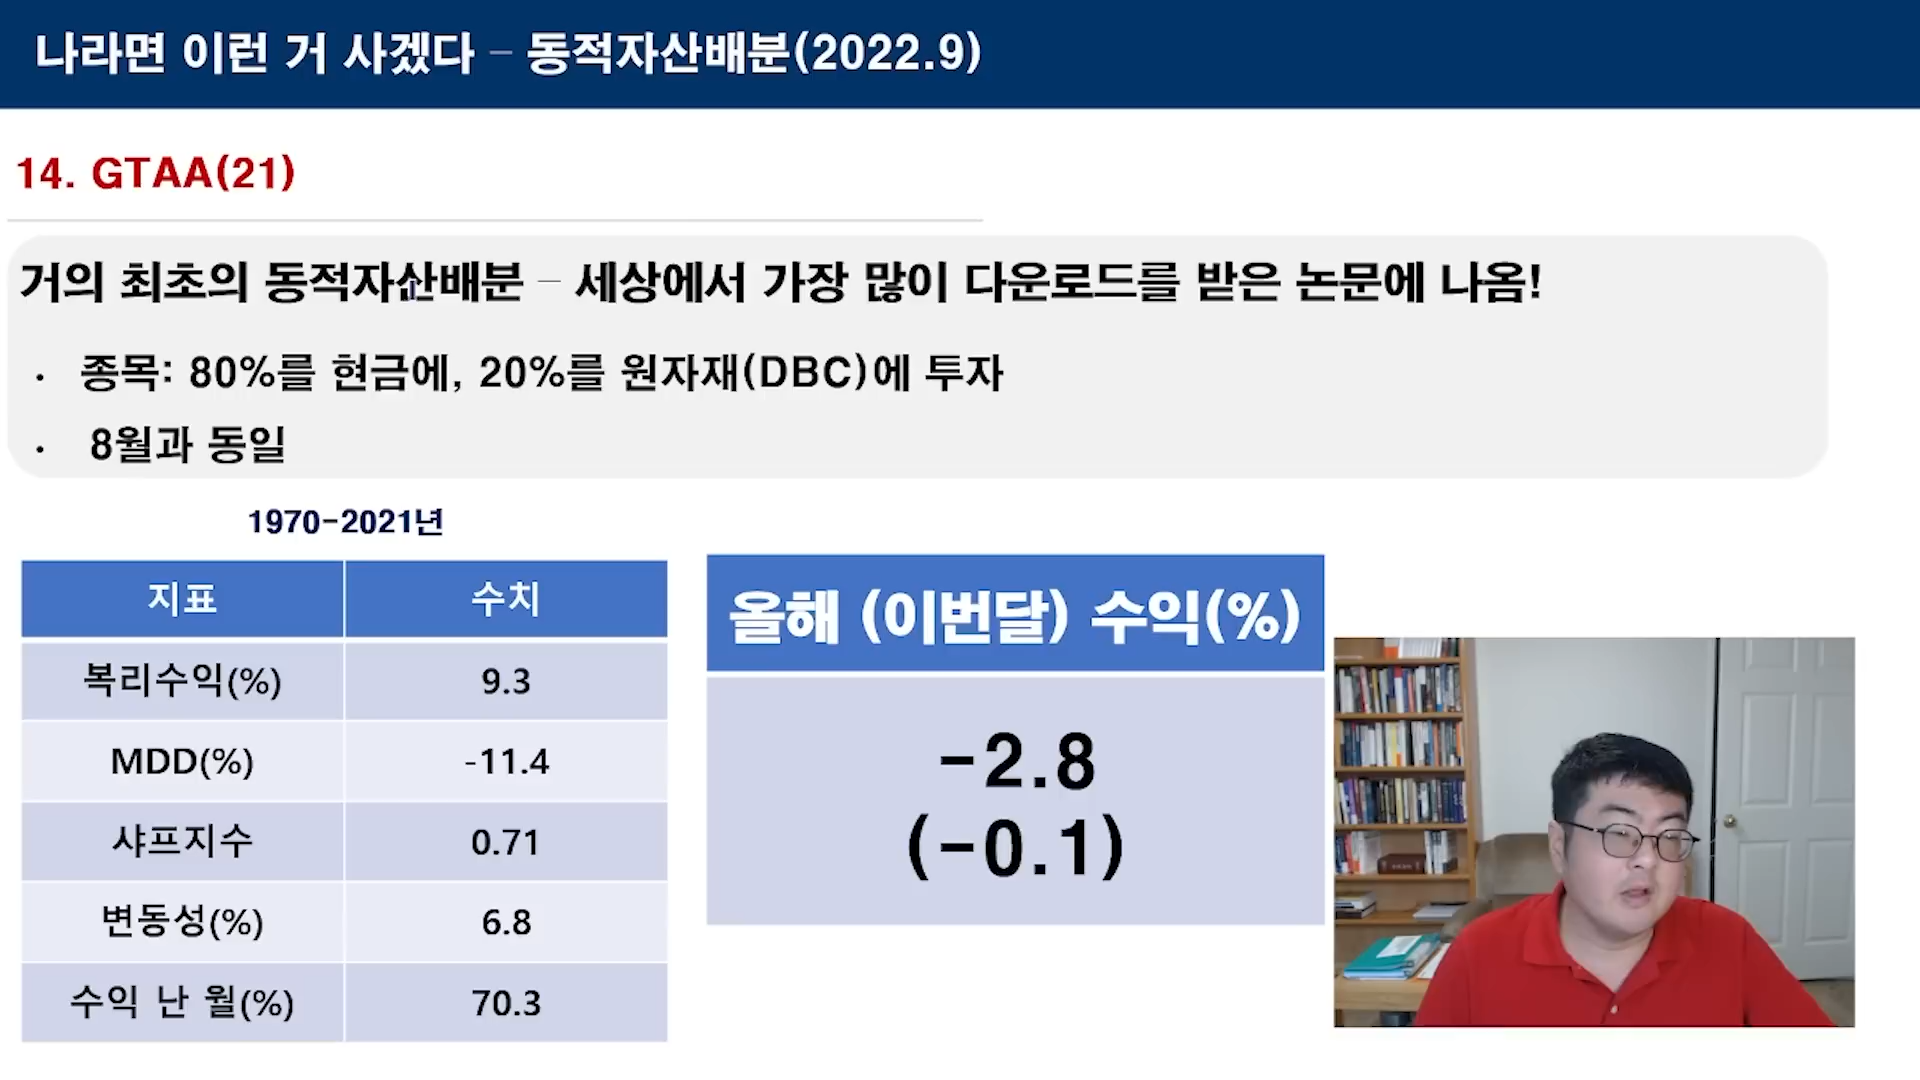 나라면 이런 거 사겠다 – 동적자산배분(2022.9)
14. GTAA(21)
거의 최초의 동적자산배분 – 세상에서 가장 많이 다운로드를 받은 논문에 나옴!
· 종목: 80%를 현금에, 20%를 원자재(DBC)에 투자
· 8월과 동일
1970-2021년
지표 수치
복리수익(%) 9.3
MDD(%) -11.4
샤프지수 0.71
변동성(%) 6.8
수익 난 월(%) 70.3
올해 (이번달) 수익(%)
-2.8
(-0.1)